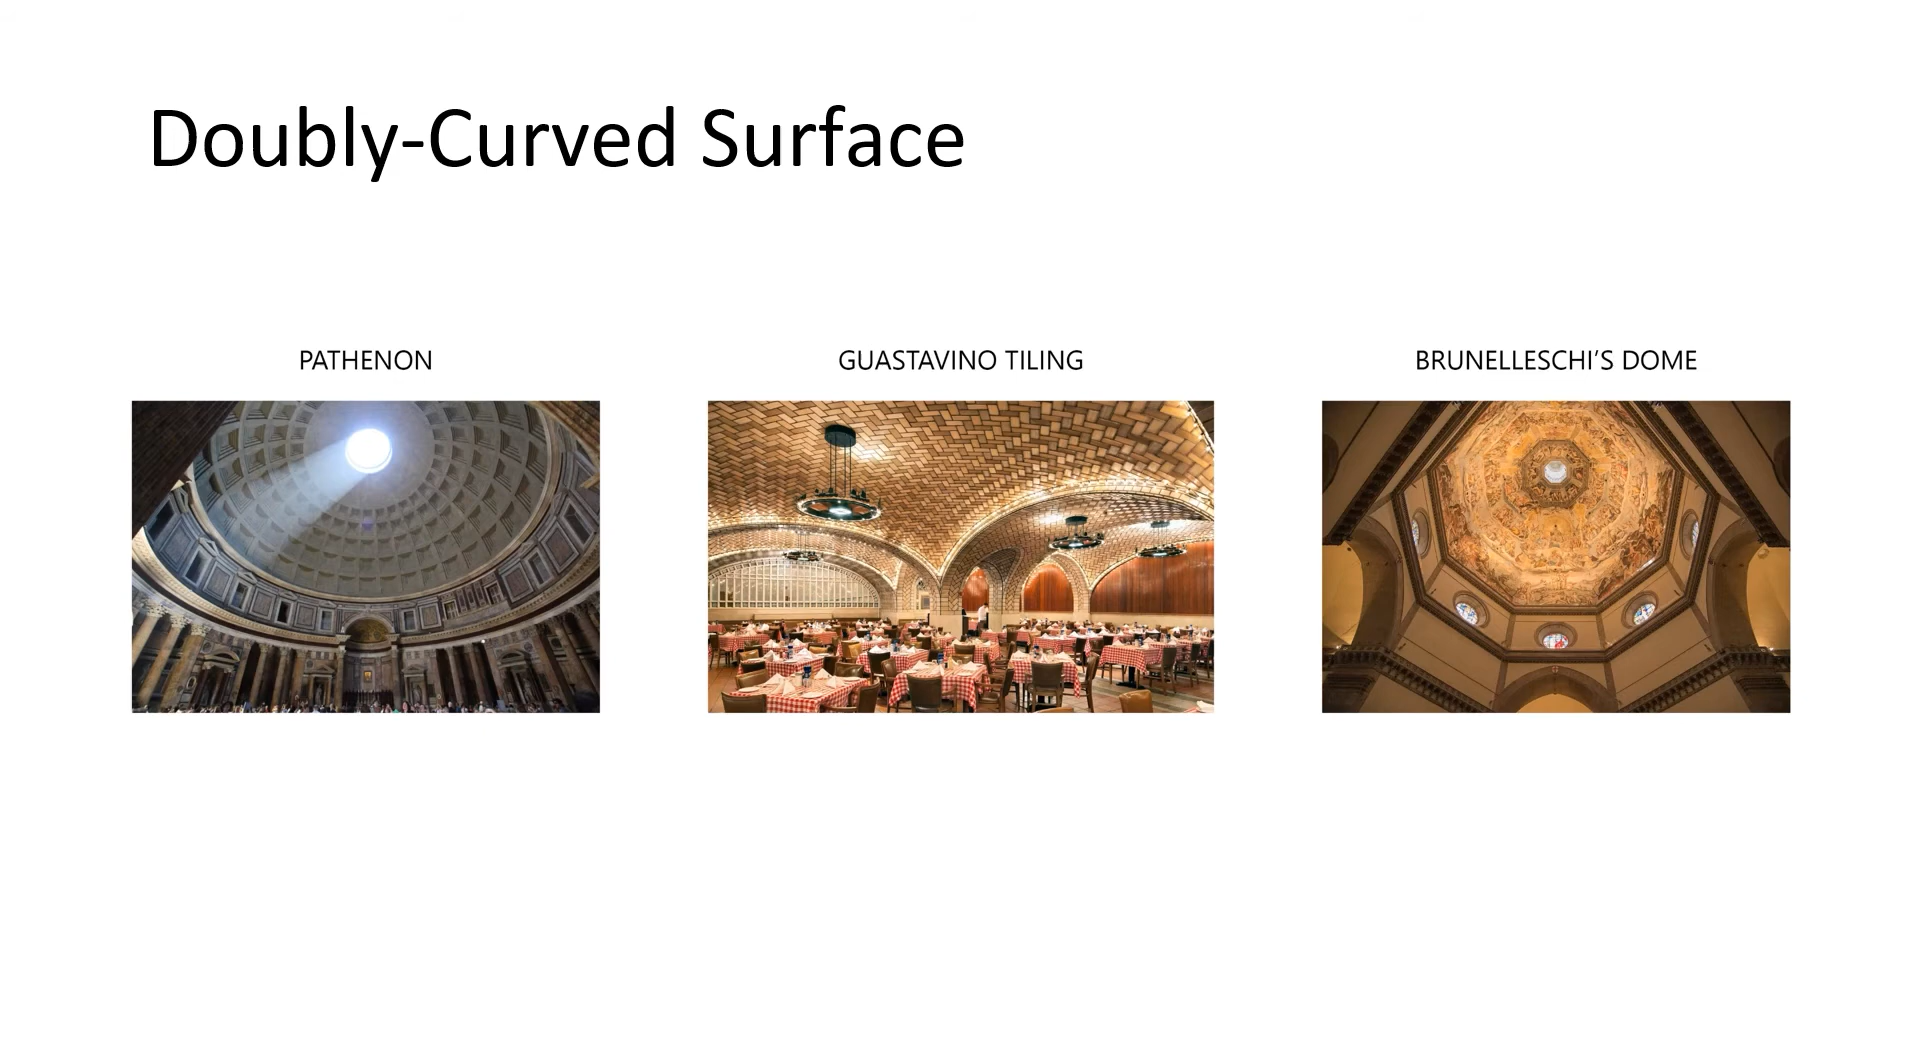 Doubly-Curved Surface
PATHENON
GUASTAVINO TILING
BRUNELLESCHI’S DOME